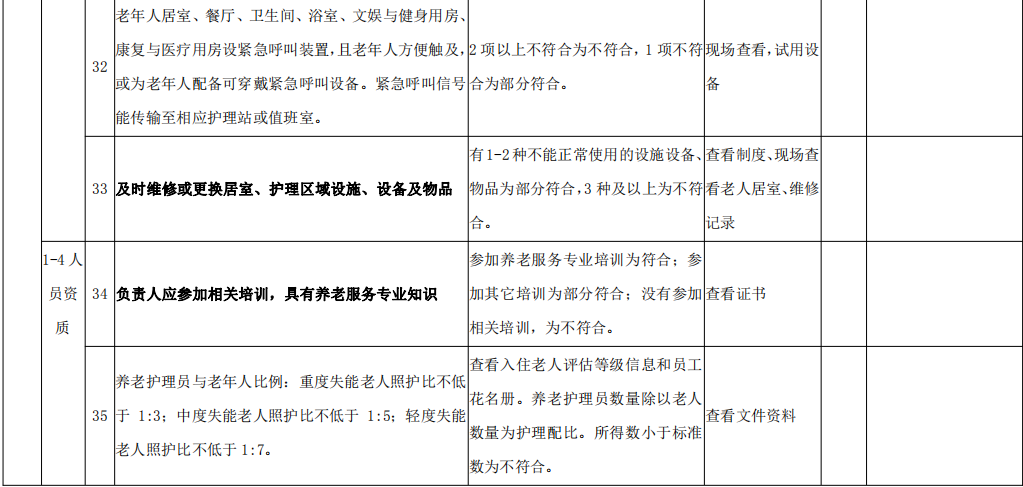 32
老年人居室、餐厅、卫生间、浴室、文娱与健身用房、
康复与医疗用房设紧急呼叫装置，且老年人方便触及，
或为老年人配备可穿戴紧急呼叫设备。紧急呼叫信号
能传输至相应护理站或值班室。
2 项以上不符合为不符合，1 项不符
合为部分符合。
现场查看，试用设
备
33
及时维修或更换居室、护理区域设施、设备及物品
有 1-2 种不能正常使用的设施设备、
物品为部分符合，3 种及以上为不符
合。
查看制度、现场查
看老人居室、维修
记录
1-4 人
员资
质
34
负责人应参加相关培训，具有养老服务专业知识
参加养老服务专业培训为符合；参
加其它培训为部分符合；没有参加
相关培训，为不符合。
查看证书
35
养老护理员与老年人比例：重度失能老人照护比不低
于 1:3；中度失能老人照护比不低于 1:5；轻度失能
老人照护比不低于 1:7。
查看入住老人评估等级信息和员工
花名册。养老护理员数量除以老人
数量为护理配比。所得数小于标准
数为不符合。
查看文件资料